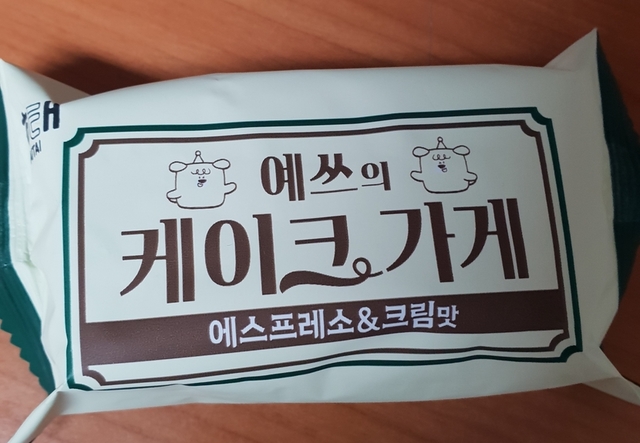 예쓰의
케이크 가게
에스프레소&크림맛